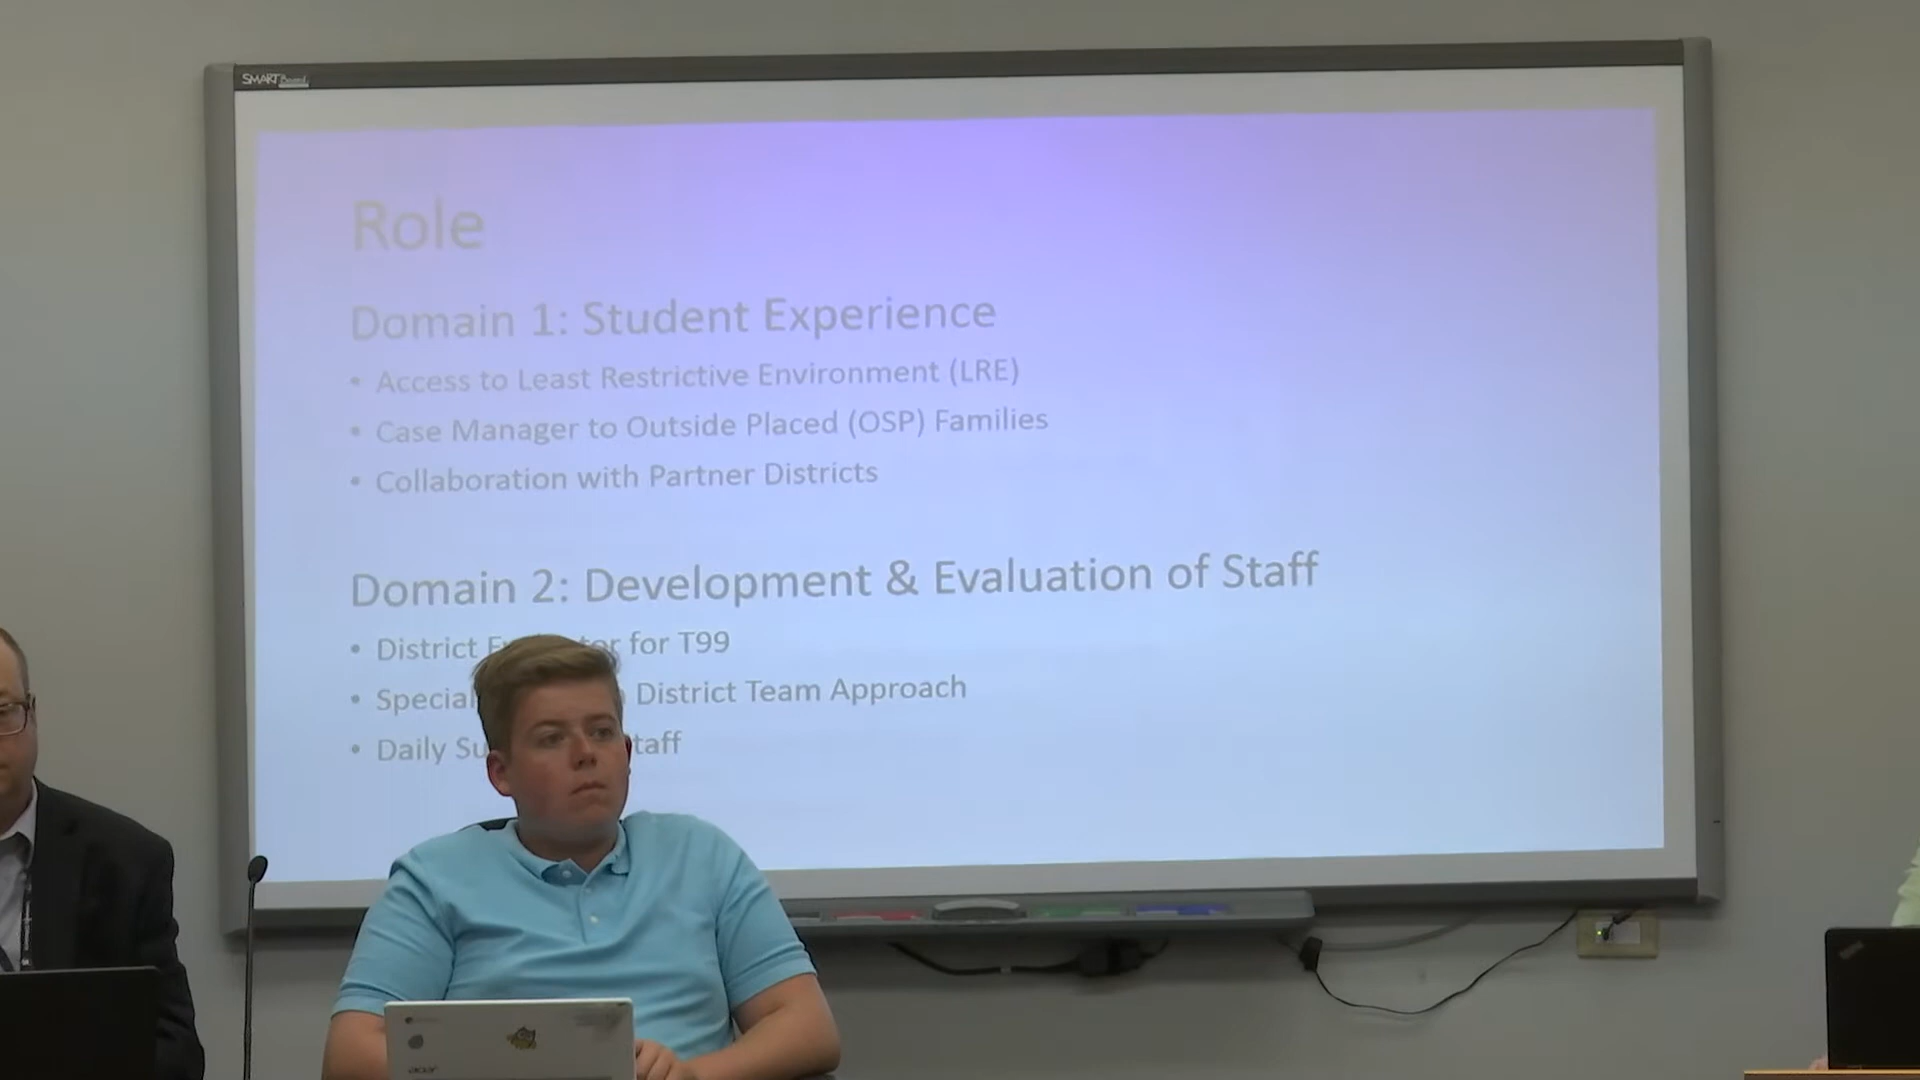 SMART Board
Role
Domain 1: Student Experience
• Access to Least Restrictive Environment (LRE)
• Case Manager to Outside Placed (OSP) Families
• Collaboration with Partner Districts
Domain 2: Development & Evaluation of Staff
• District for T99
• Special District Team Approach
• Daily
acer